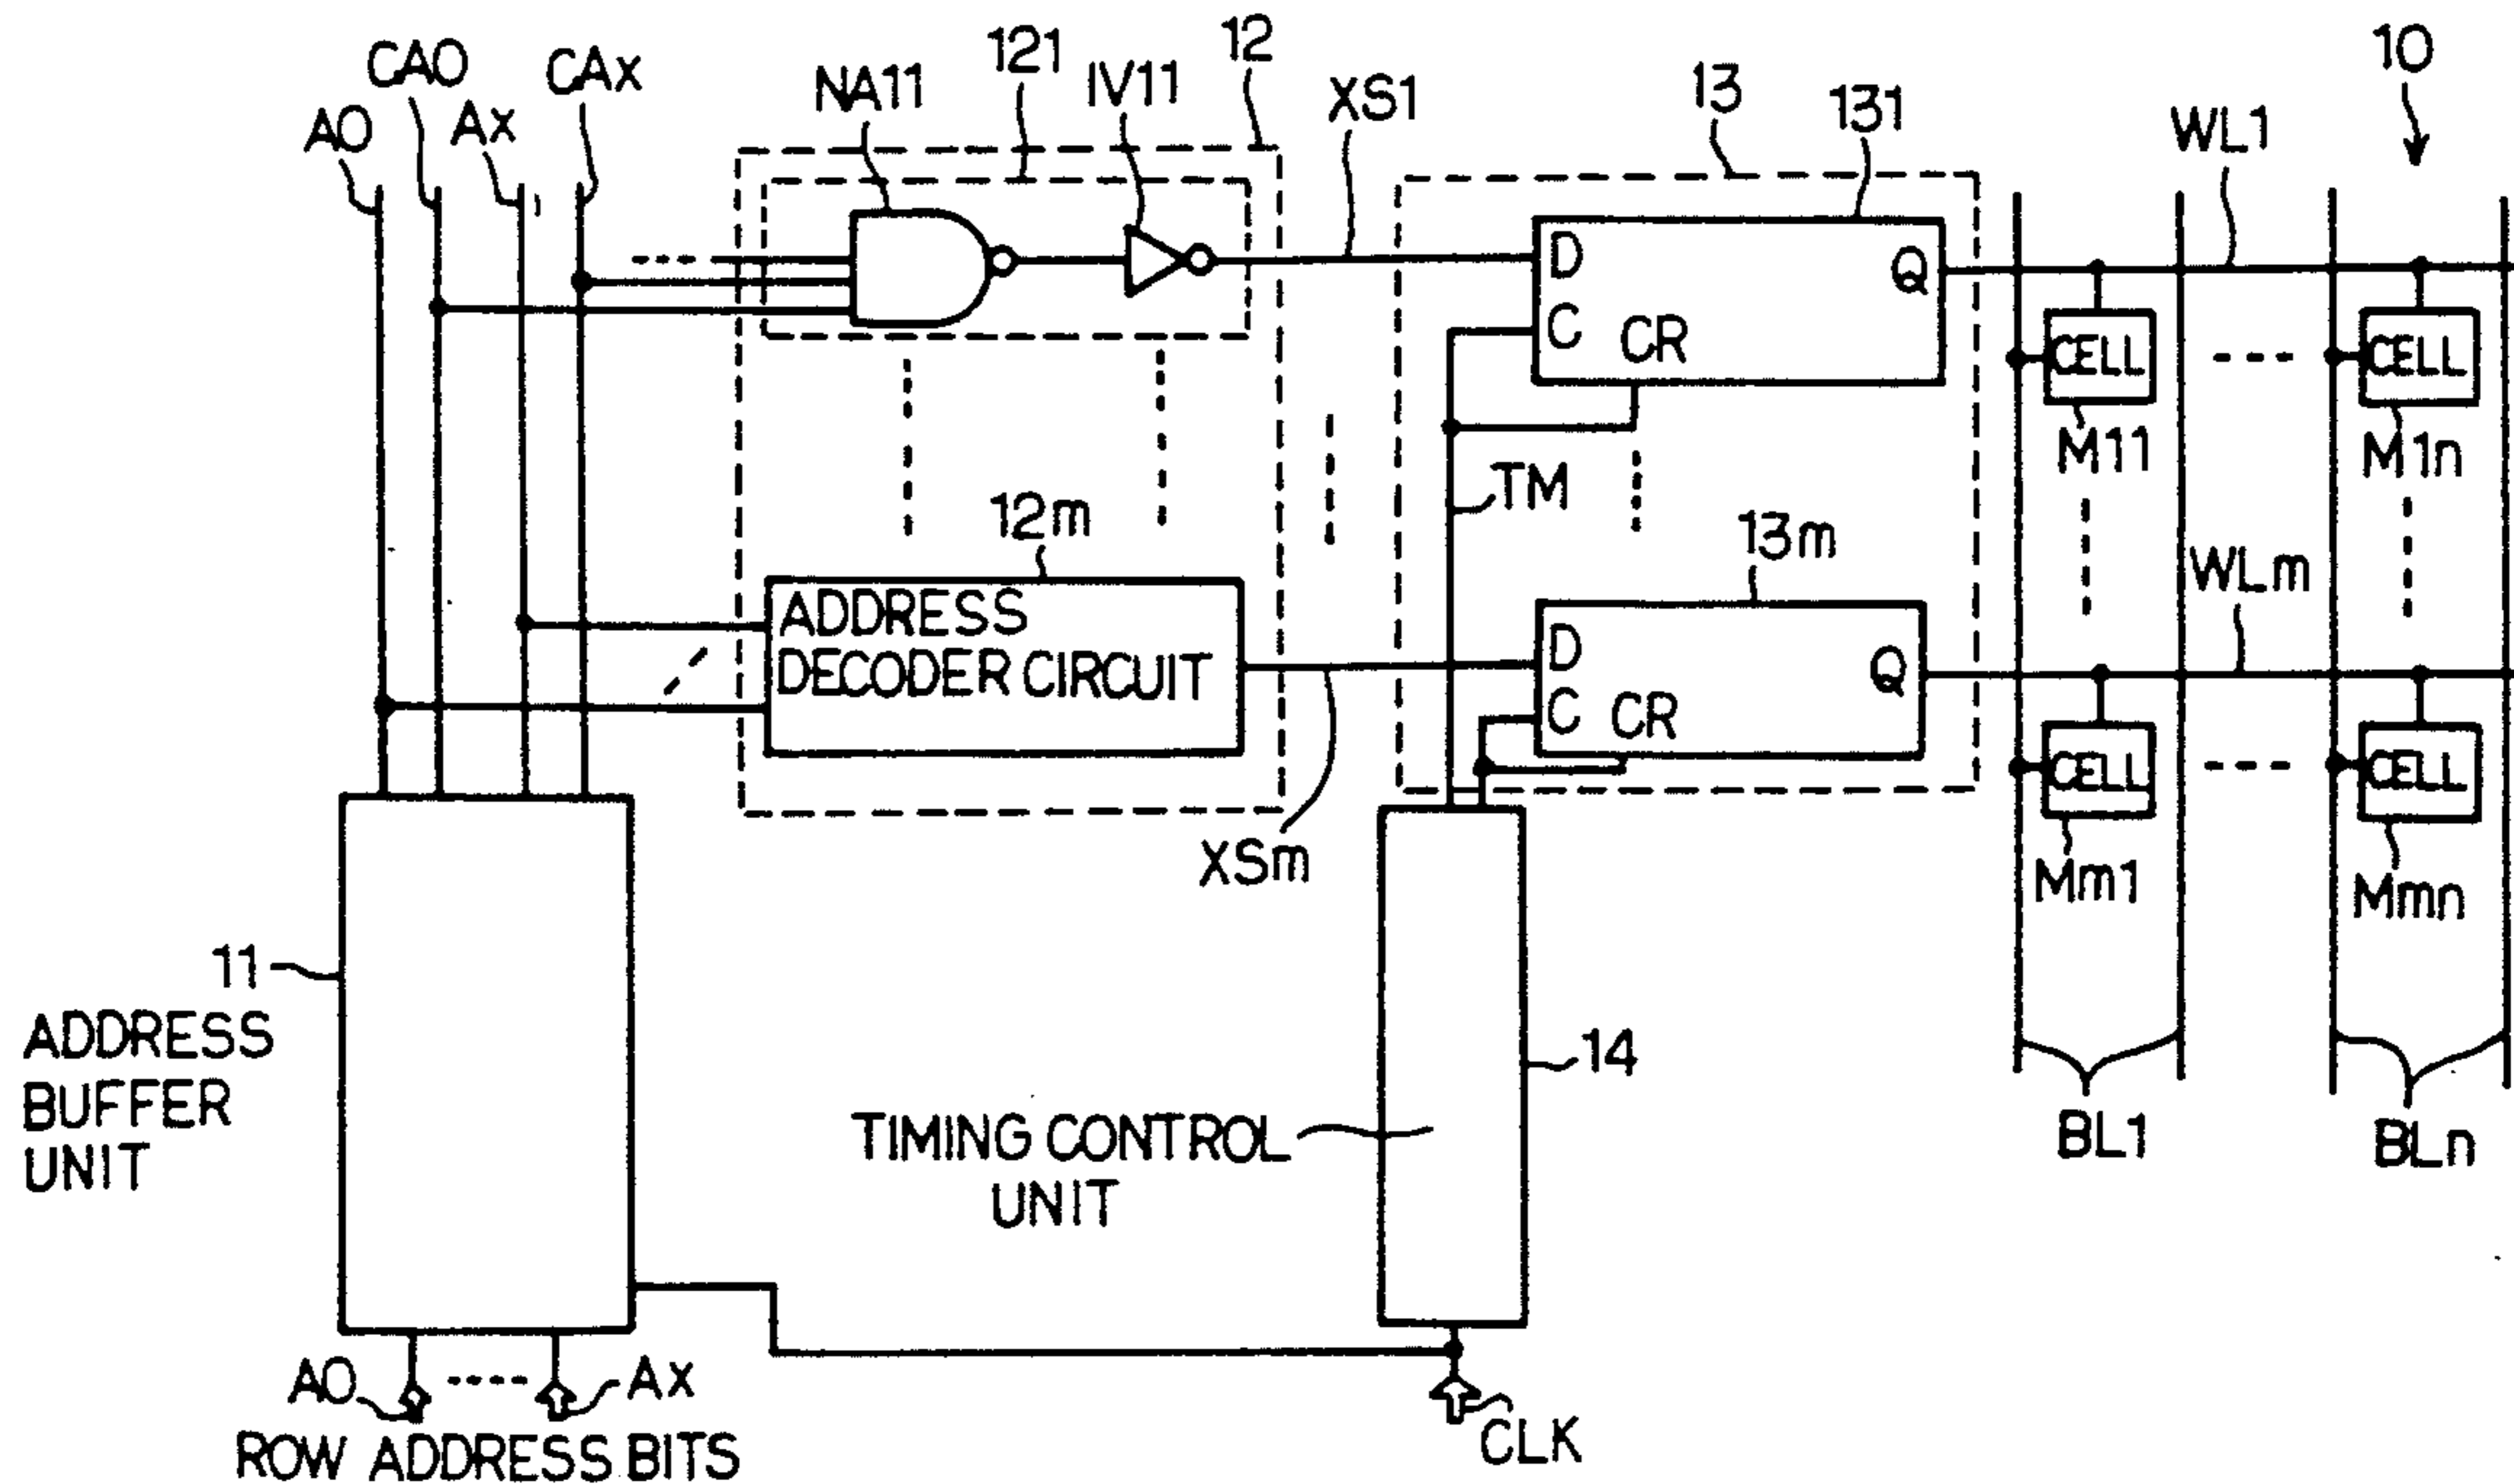 A0
CA0
Ax
CAx
NA11
121
IV11
12
XS1
13
131
WL1
10
D
C
CR
Q
CELL
CELL
M11
M1n
TM
12m
13m
WLm
ADDRESS
DECODER CIRCUIT
D
C
CR
Q
CELL
CELL
XSm
Mm1
Mmn
11
ADDRESS
BUFFER
UNIT
14
TIMING CONTROL
UNIT
BL1
BLn
A0
Ax
ROW ADDRESS BITS
CLK